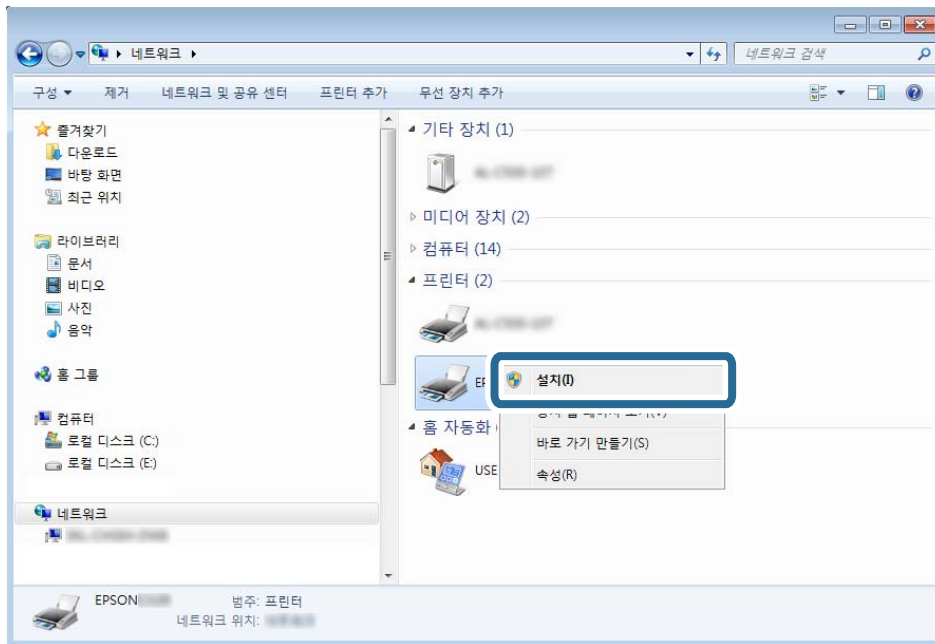 네트워크
네트워크 검색
구성
제거
네트워크 및 공유 센터
프린터 추가
무선 장치 추가
즐겨찾기
다운로드
바탕 화면
최근 위치
라이브러리
문서
비디오
사진
음악
홈 그룹
컴퓨터
로컬 디스크 (C:)
로컬 디스크 (E:)
네트워크
기타 장치 (1)
미디어 장치 (2)
컴퓨터 (14)
프린터 (2)
설치(I)
바로 가기 만들기(S)
속성(R)
홈 자동화
USE
EPSON
범주: 프린터
네트워크 위치: